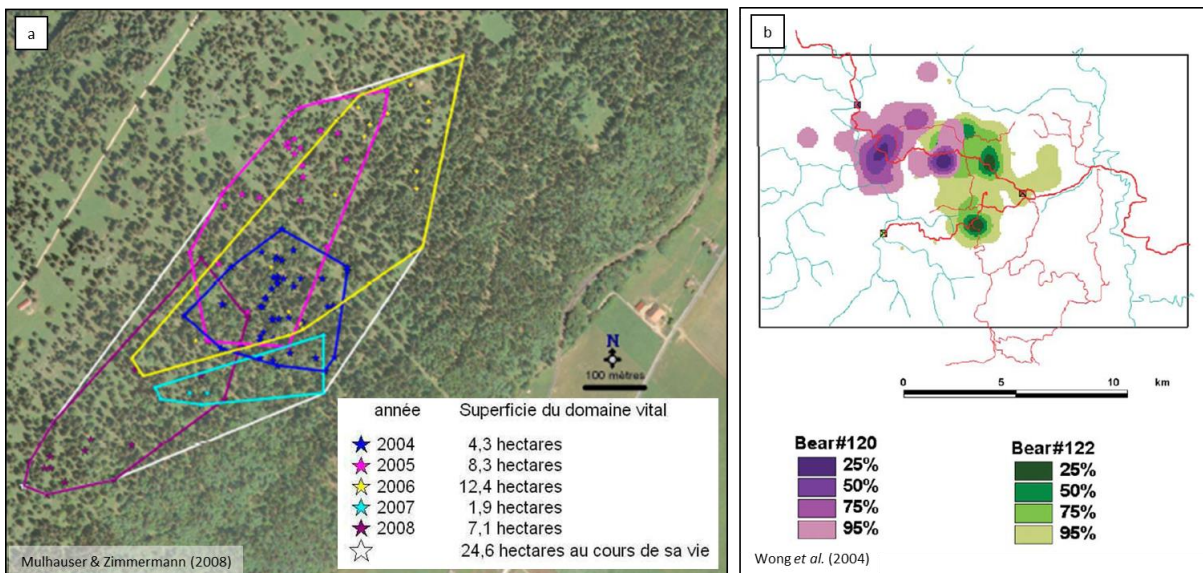 a
N
100 mètres
année Superficie du domaine vital
2004 4,3 hectares
2005 8,3 hectares
2006 12,4 hectares
2007 1,9 hectares
2008 7,1 hectares
24,6 hectares au cours de sa vie
Mulhauser & Zimmermann (2008)
b
0 5 10 km
Bear#120
25%
50%
75%
95%
Bear#122
25%
50%
75%
95%
Wong et al. (2004)